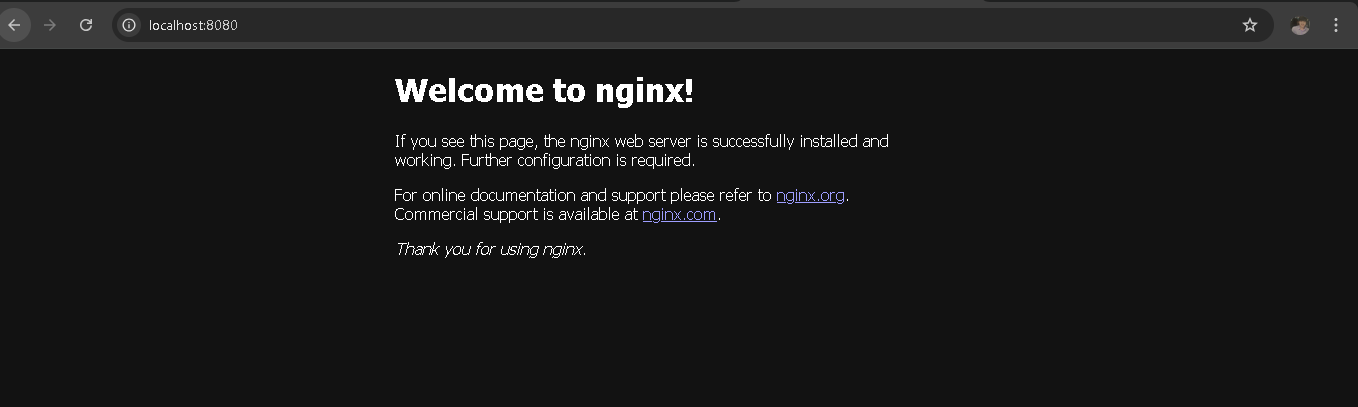 localhost:8080
Welcome to nginx!
If you see this page, the nginx web server is successfully installed and
working. Further configuration is required.
For online documentation and support please refer to nginx.org.
Commercial support is available at nginx.com.
Thank you for using nginx.